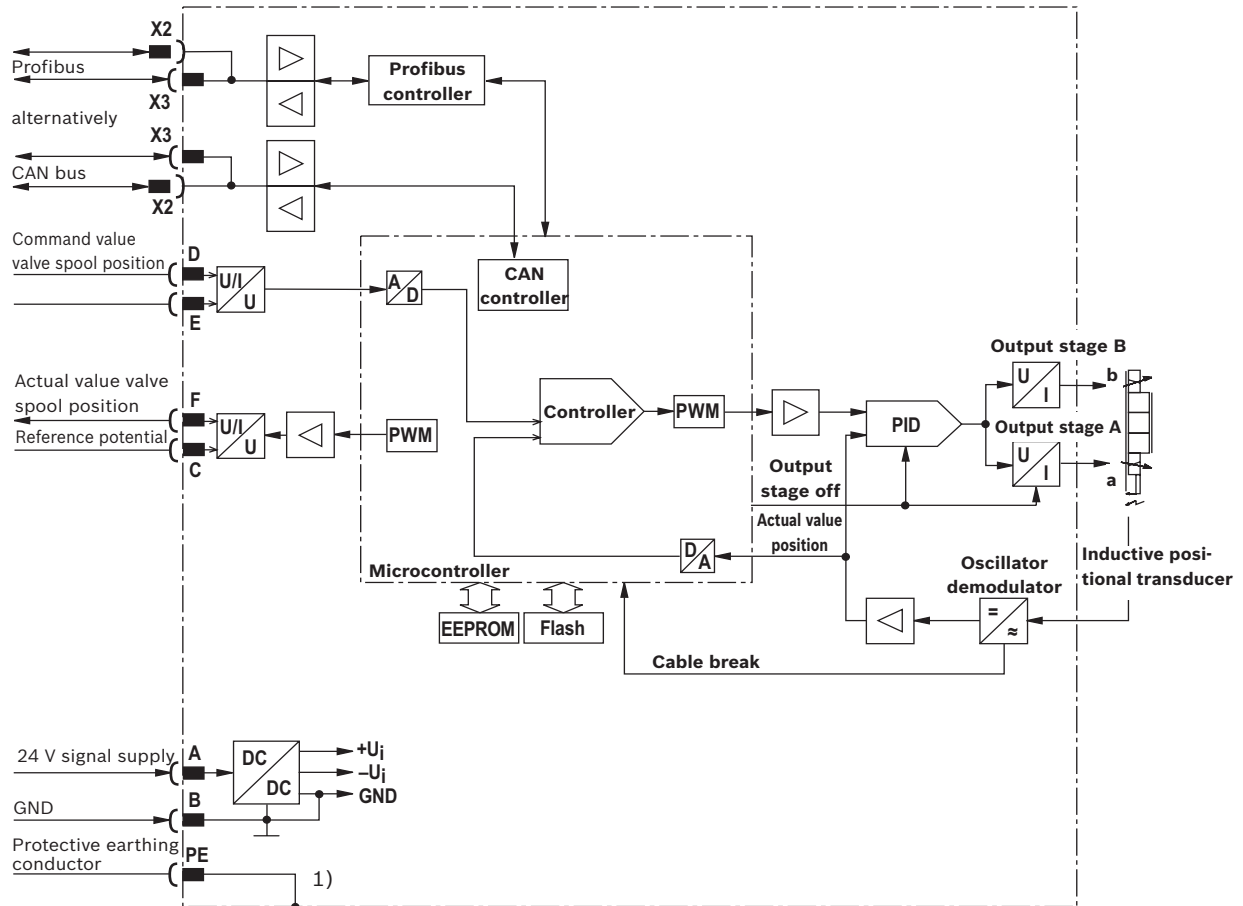 X2
Profibus
X3
Profibus
controller
alternatively
X3
CAN bus
X2
Command value
valve spool position
D
E
U/I
U
A
D
CAN
controller
Actual value valve
spool position
F
Reference potential
C
U/I
U
PWM
Controller
PWM
PID
Output stage B
U
I
b
Output stage A
U
I
a
Output
stage off
Actual value
position
D
A
Microcontroller
EEPROM
Flash
Oscillator
demodulator
=
≈
Inductive posi-
tional transducer
Cable break
24 V signal supply
A
DC
DC
+Ui
–Ui
GND
GND
B
Protective earthing
conductor
PE
1)